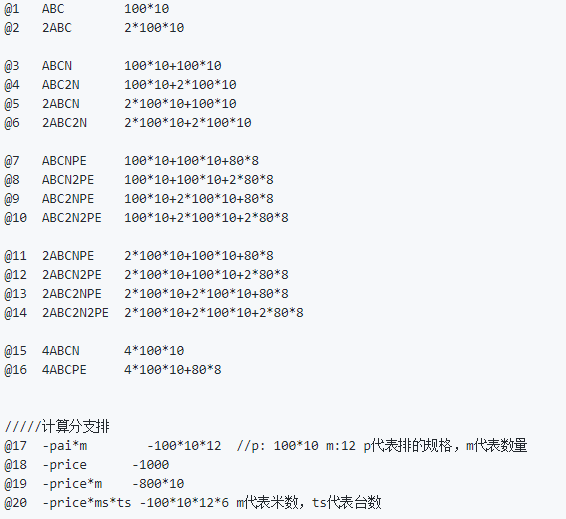 @1 ABC 100*10
@2 2ABC 2*100*10
@3 ABCN 100*10+100*10
@4 ABC2N 100*10+2*100*10
@5 2ABCN 2*100*10+100*10
@6 2ABC2N 2*100*10+2*100*10
@7 ABCNPE 100*10+100*10+80*8
@8 ABCN2PE 100*10+100*10+2*80*8
@9 ABC2NPE 100*10+2*100*10+80*8
@10 ABC2N2PE 100*10+2*100*10+2*80*8
@11 2ABCNPE 2*100*10+100*10+80*8
@12 2ABCN2PE 2*100*10+100*10+2*80*8
@13 2ABC2NPE 2*100*10+2*100*10+80*8
@14 2ABC2N2PE 2*100*10+2*100*10+2*80*8
@15 4ABCN 4*100*10
@16 4ABCPE 4*100*10+80*8
/////计算分支排
@17 -pai*m -100*10*12 //p: 100*10 m:12 p代表排的规格，m代表数量
@18 -price -1000
@19 -price*m -800*10
@20 -price*ms*ts -100*10*12*6 m代表米数，ts代表台数